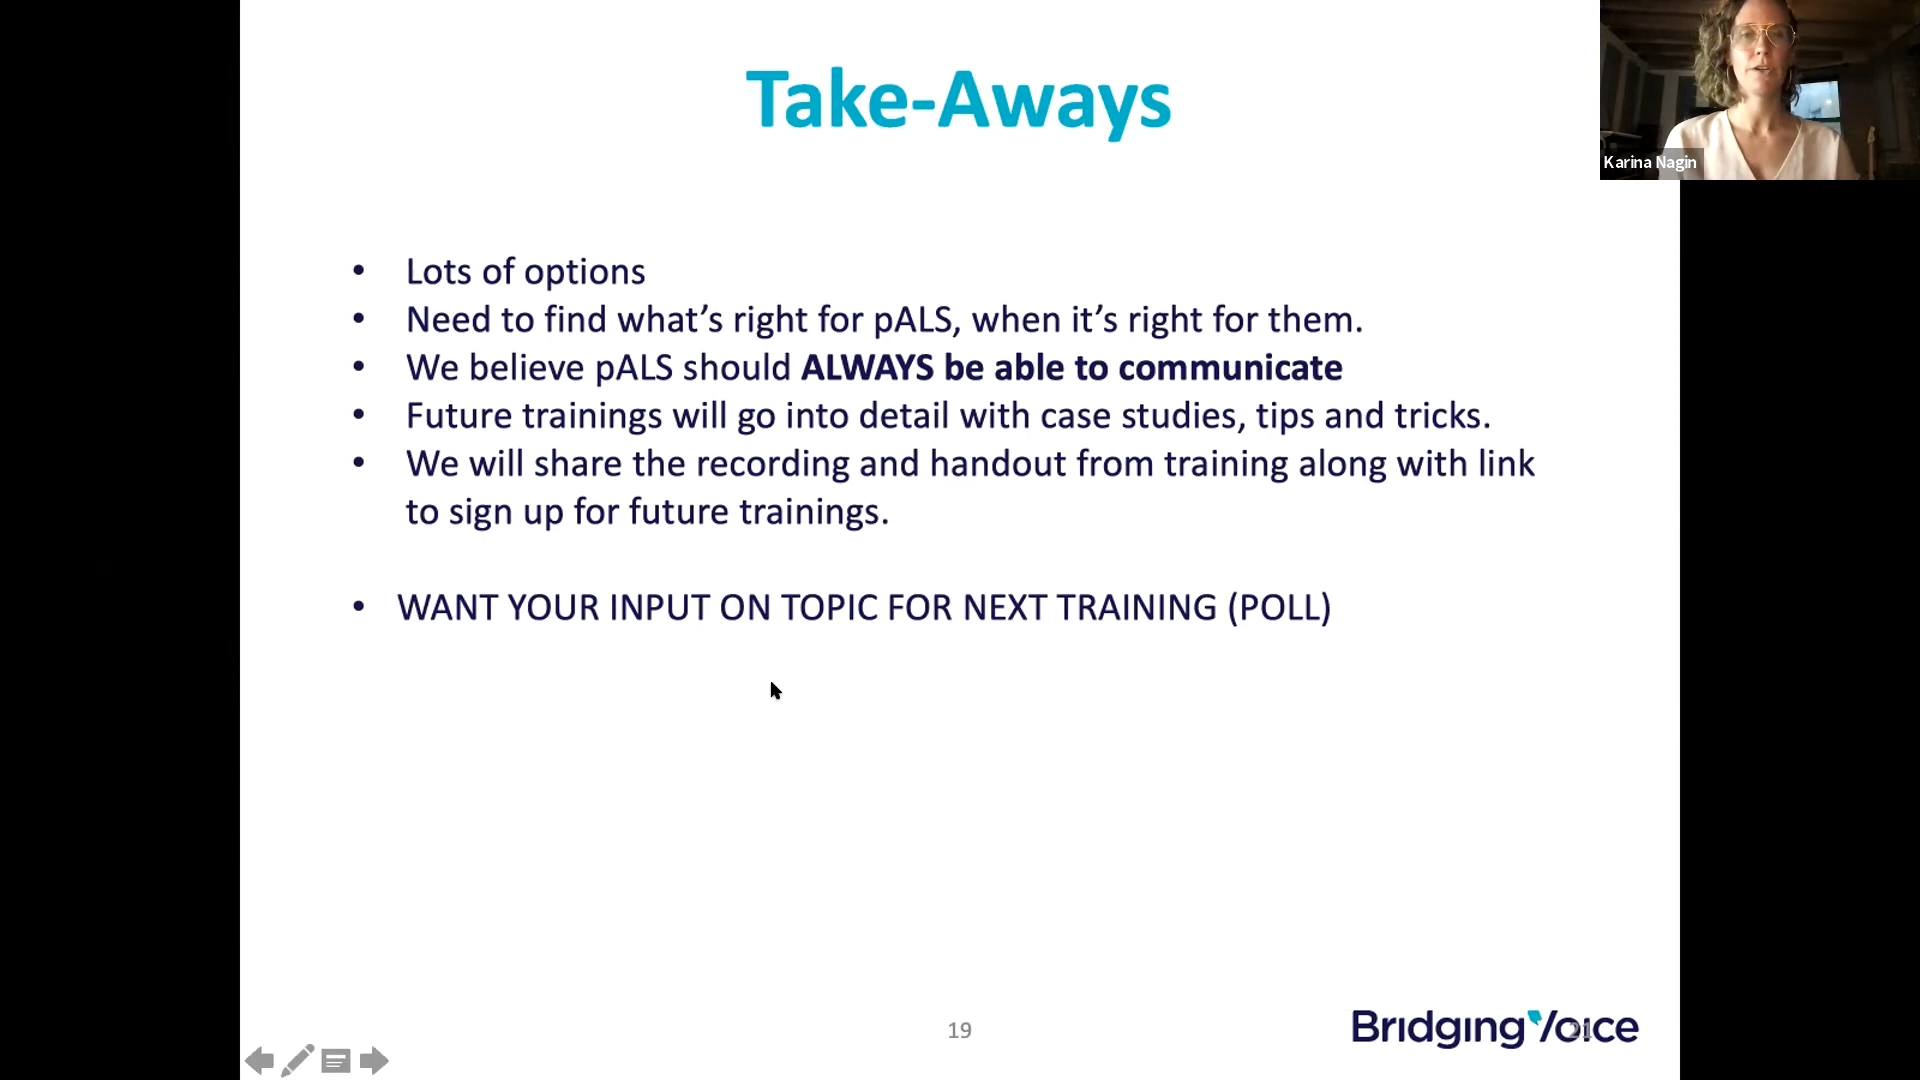 Take-Aways
Karina Nagin
• Lots of options
• Need to find what’s right for pALS, when it’s right for them.
• We believe pALS should ALWAYS be able to communicate
• Future trainings will go into detail with case studies, tips and tricks.
• We will share the recording and handout from training along with link
to sign up for future trainings.
• WANT YOUR INPUT ON TOPIC FOR NEXT TRAINING (POLL)
19
BridgingVoice
21